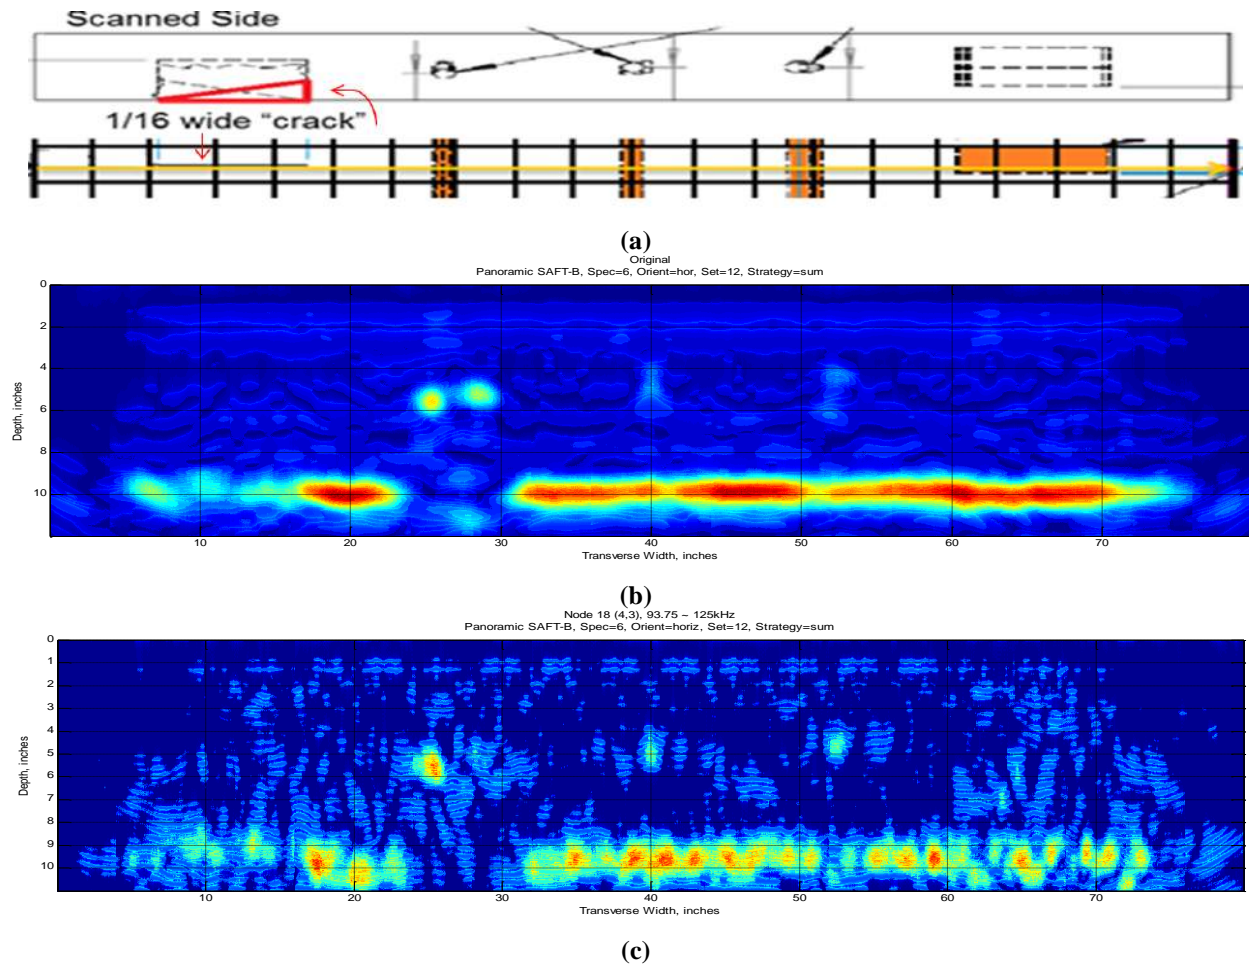 Scanned Side
1/16 wide “crack”
(a)
Original
Panoramic SAFT-B, Spec=6, Orient=hor, Set=12, Strategy=sum
0
2
4
6
8
10
Depth, inches
10
20
30
40
50
60
70
Transverse Width, inches
(b)
Node 18 (4,3), 93.75 ~ 125kHz
Panoramic SAFT-B, Spec=6, Orient=horiz, Set=12, Strategy=sum
0
1
2
3
4
5
6
7
8
9
10
Depth, inches
10
20
30
40
50
60
70
Transverse Width, inches
(c)